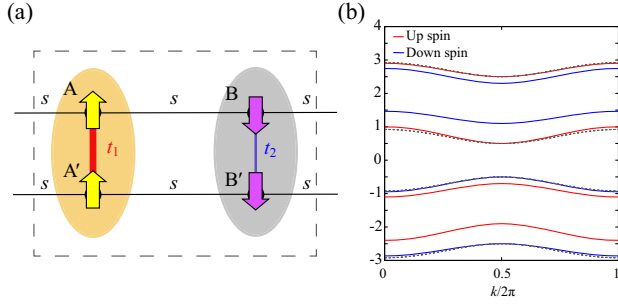 (a)
(b)
s
A
s
B
s
t₁
t₂
A′
B′
s
s
s
Up spin
Down spin
4
3
2
1
0
-1
-2
-3
0
0.5
1
k/2π